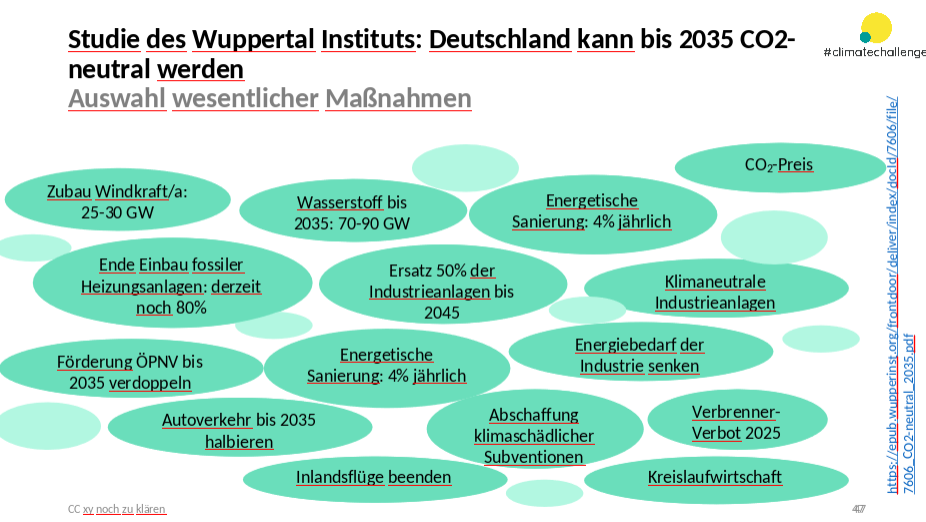 Studie des Wuppertal Instituts: Deutschland kann bis 2035 CO2-
neutral werden
Auswahl wesentlicher Maßnahmen
#climatechallenge
CO₂-Preis
Zubau Windkraft/a:
25-30 GW
Wasserstoff bis
2035: 70-90 GW
Energetische
Sanierung: 4% jährlich
Ende Einbau fossiler
Heizungsanlagen: derzeit
noch 80%
Ersatz 50% der
Industrieanlagen bis
2045
Klimaneutrale
Industrieanlagen
Förderung ÖPNV bis
2035 verdoppeln
Energetische
Sanierung: 4% jährlich
Energiebedarf der
Industrie senken
Autoverkehr bis 2035
halbieren
Abschaffung
klimaschädlicher
Subventionen
Verbrenner-
Verbot 2025
Inlandsflüge beenden
Kreislaufwirtschaft
https://epub.wupperinst.org/frontdoor/deliver/index/docId/7606/file/
7606_CO2-neutral_2035.pdf
CC xy noch zu klären